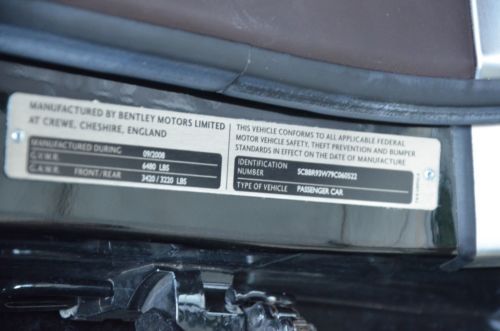 MANUFACTURED BY BENTLEY MOTORS LIMITED
AT CREWE, CHESHIRE, ENGLAND
MANUFACTURED DURING 09/2008
G.V.W.R. 6480 LBS
G.A.W.R. FRONT/REAR 3420/3220 LBS
THIS VEHICLE CONFORMS TO ALL APPLICABLE FEDERAL
MOTOR VEHICLE SAFETY, THEFT PREVENTION AND BUMPER
STANDARDS IN EFFECT ON THE DATE OF MANUFACTURE
IDENTIFICATION
NUMBER SCBBR93W79C060522
TYPE OF VEHICLE PASSENGER CAR